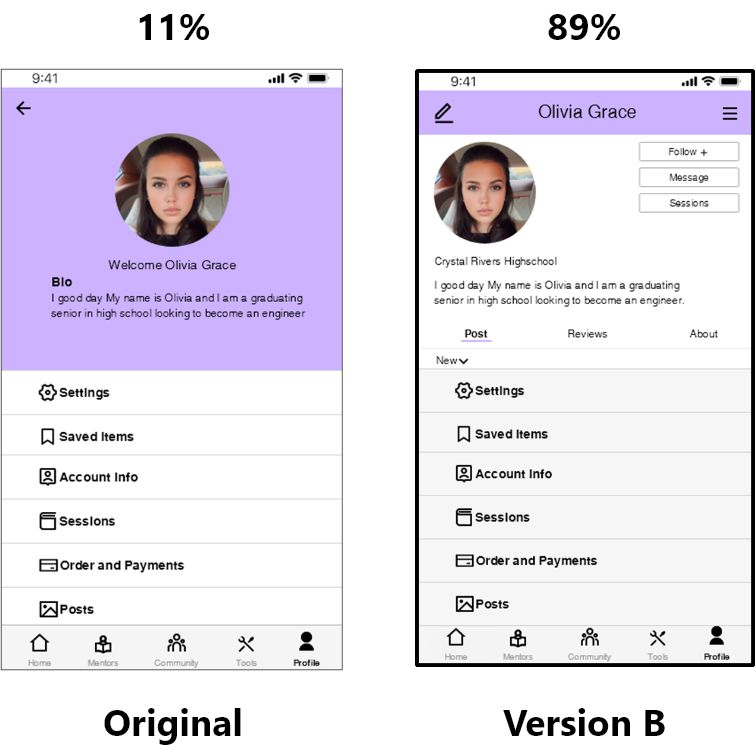 11%
9:41
Welcome Olivia Grace
Bio
I good day My name is Olivia and I am a graduating
senior in high school looking to become an engineer
Settings
Saved Items
Account Info
Sessions
Order and Payments
Posts
Home
Mentors
Community
Tools
Profile
Original
89%
9:41
Olivia Grace
Follow +
Message
Sessions
Crystal Rivers Highschool
I good day My name is Olivia and I am a graduating
senior in high school looking to become an engineer.
Post
Reviews
About
New
Settings
Saved Items
Account Info
Sessions
Order and Payments
Posts
Home
Mentors
Community
Tools
Profile
Version B